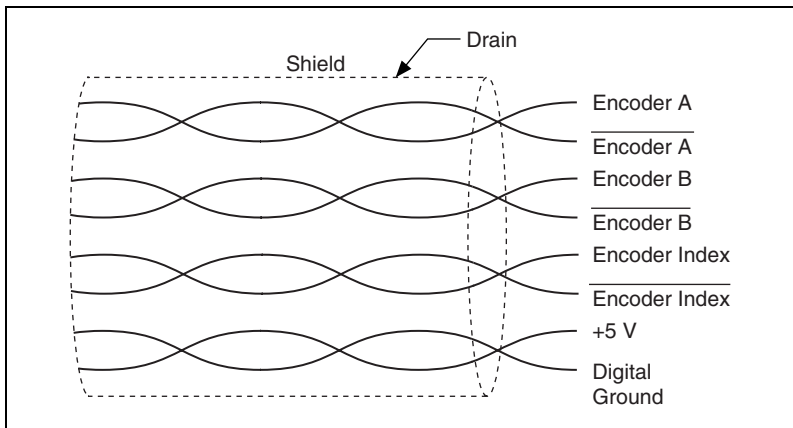 Drain
Shield
Encoder A
Encoder A
Encoder B
Encoder B
Encoder Index
Encoder Index
+5 V
Digital
Ground